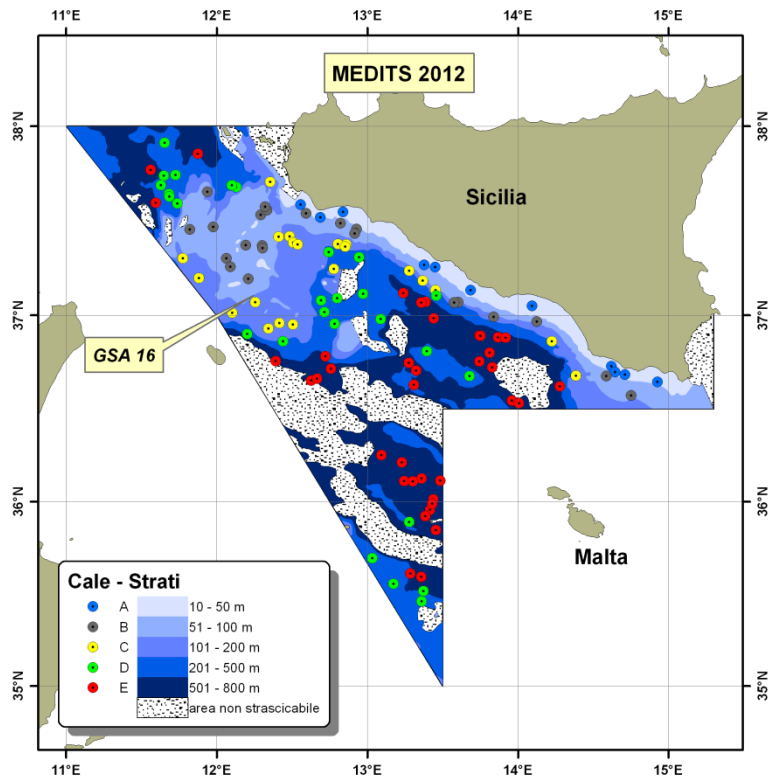 11°E 12°E 13°E 14°E 15°E
MEDITS 2012
38°N 38°N
Sicilia
37°N 37°N
GSA 16
36°N 36°N
Malta
Cale - Strati
A 10 - 50 m
B 51 - 100 m
C 101 - 200 m
D 201 - 500 m
E 501 - 800 m
area non strascicabile
35°N 35°N
11°E 12°E 13°E 14°E 15°E